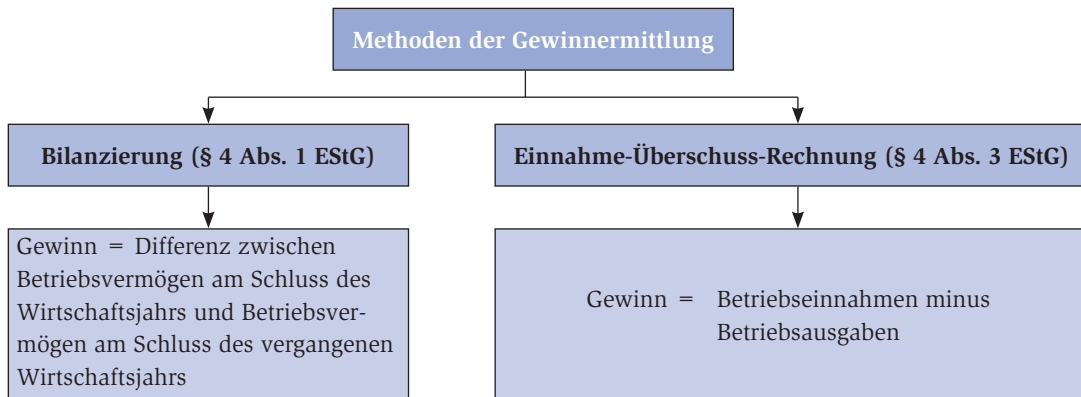 Methoden der Gewinnermittlung
Bilanzierung (§ 4 Abs. 1 EStG)
Einnahme-Überschuss-Rechnung (§ 4 Abs. 3 EStG)
Gewinn = Differenz zwischen
Betriebsvermögen am Schluss des
Wirtschaftsjahrs und Betriebsver-
mögen am Schluss des vergangenen
Wirtschaftsjahrs
Gewinn = Betriebseinnahmen minus
Betriebsausgaben